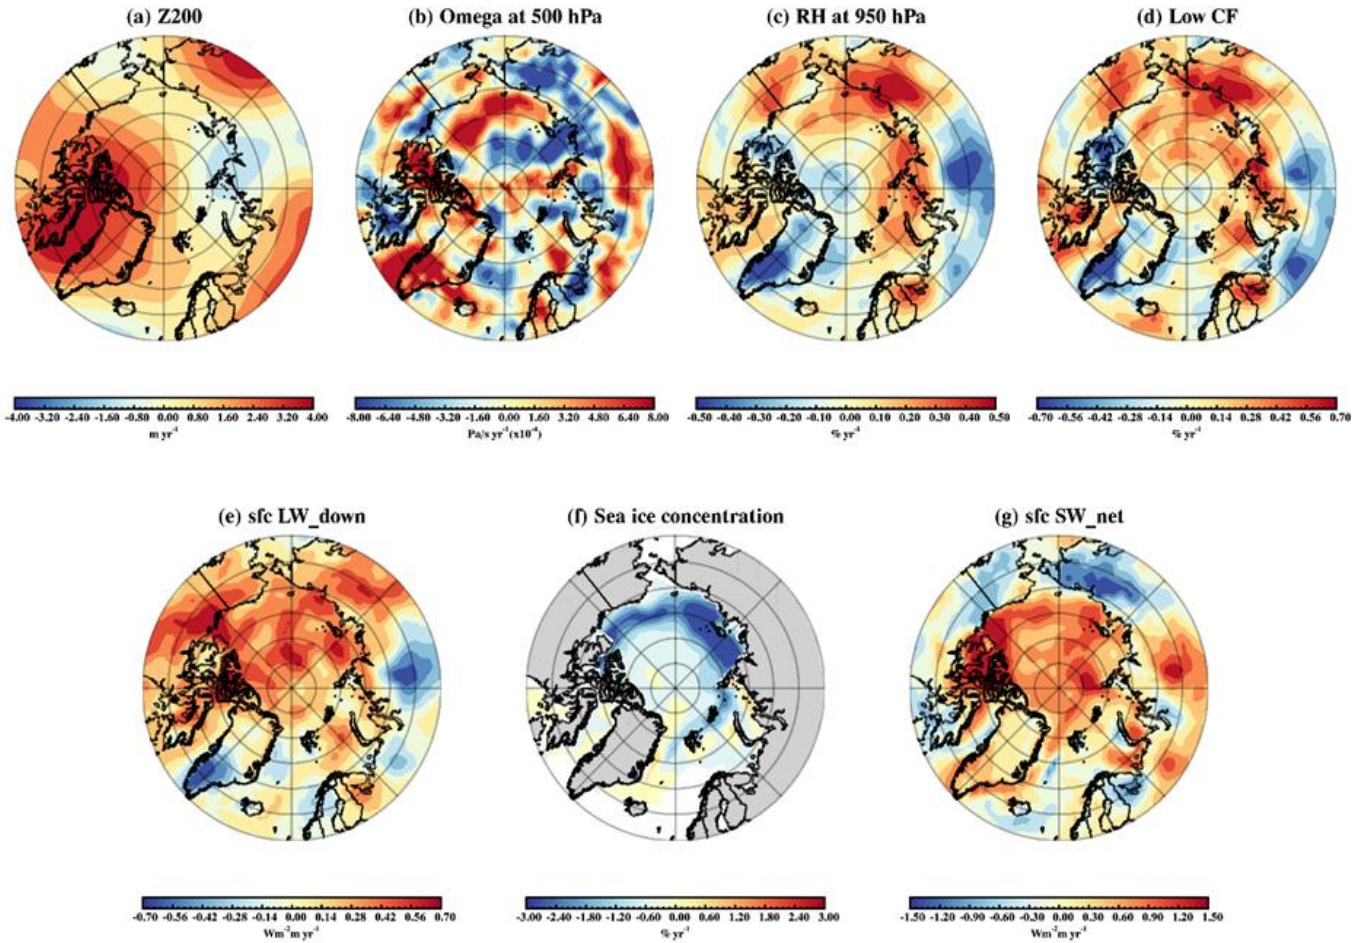 (a) Z200
(b) Omega at 500 hPa
(c) RH at 950 hPa
(d) Low CF
-4.00 -3.20 -2.40 -1.60 -0.80 0.00 0.80 1.60 2.40 3.20 4.00
m yr⁻¹
-8.00 -6.40 -4.80 -3.20 -1.60 0.00 1.60 3.20 4.80 6.40 8.00
Pa/s yr⁻¹(x10⁻⁴)
-0.50 -0.40 -0.30 -0.20 -0.10 0.00 0.10 0.20 0.30 0.40 0.50
% yr⁻¹
-0.70 -0.56 -0.42 -0.28 -0.14 0.00 0.14 0.28 0.42 0.56 0.70
% yr⁻¹
(e) sfc LW_down
(f) Sea ice concentration
(g) sfc SW_net
-0.70 -0.56 -0.42 -0.28 -0.14 0.00 0.14 0.28 0.42 0.56 0.70
Wm⁻²m yr⁻¹
-3.00 -2.40 -1.80 -1.20 -0.60 0.00 0.60 1.20 1.80 2.40 3.00
% yr⁻¹
-1.50 -1.20 -0.90 -0.60 -0.30 0.00 0.30 0.60 0.90 1.20 1.50
Wm⁻²m yr⁻¹